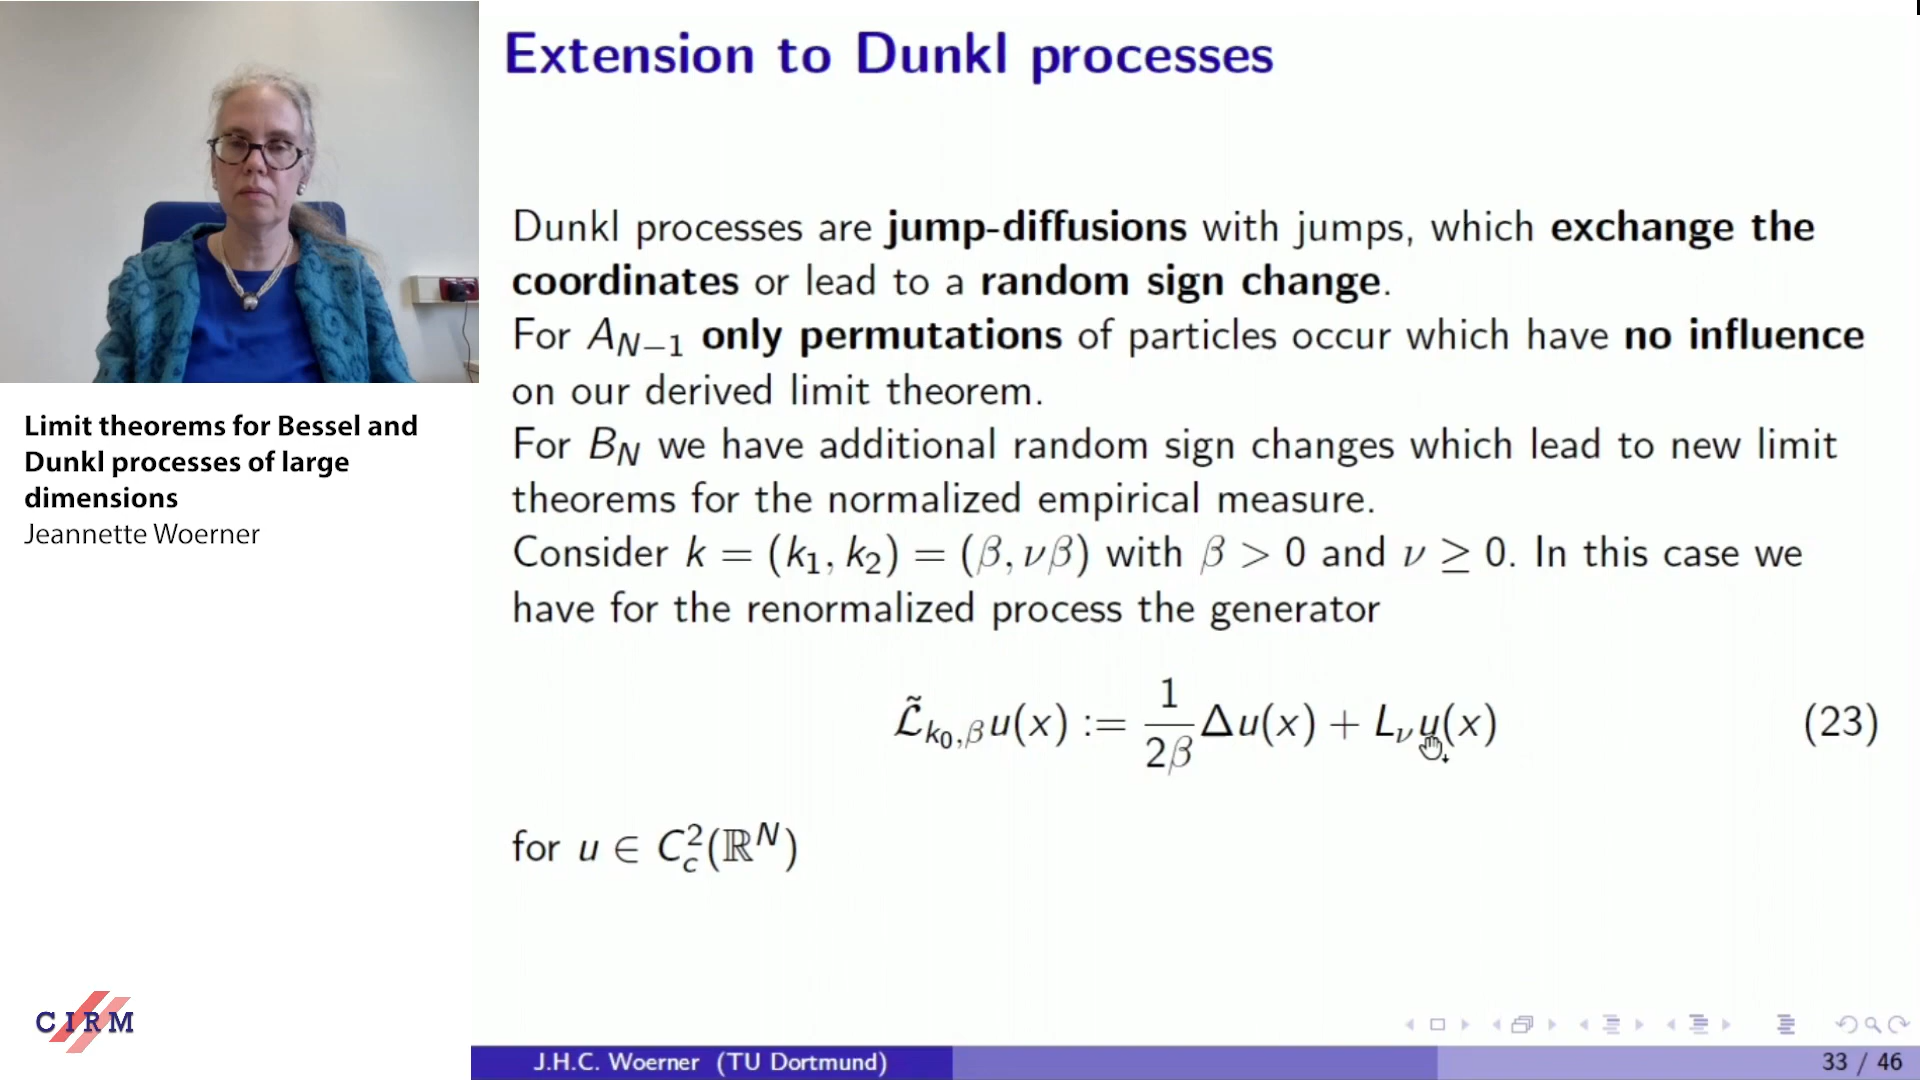 Extension to Dunkl processes
Dunkl processes are jump-diffusions with jumps, which exchange the
coordinates or lead to a random sign change.
For A_{N−1} only permutations of particles occur which have no influence
on our derived limit theorem.
For B_N we have additional random sign changes which lead to new limit
theorems for the normalized empirical measure.
Consider k = (k₁, k₂) = (β, νβ) with β > 0 and ν ≥ 0. In this case we
have for the renormalized process the generator
\tilde{\mathcal{L}}_{k_0,β} u(x) := \frac{1}{2β} Δu(x) + L_ν u(x) (23)
for u ∈ C_c^2(ℝ^N)
Limit theorems for Bessel and
Dunkl processes of large
dimensions
Jeannette Woerner
CIRM
J.H.C. Woerner (TU Dortmund)
33 / 46